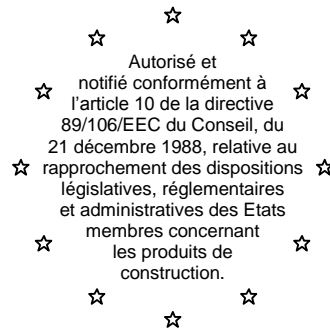 Autorisé et
notifié conformément à
l'article 10 de la directive
89/106/EEC du Conseil, du
21 décembre 1988, relative au
rapprochement des dispositions
législatives, réglementaires
et administratives des Etats
membres concernant
les produits de
construction.